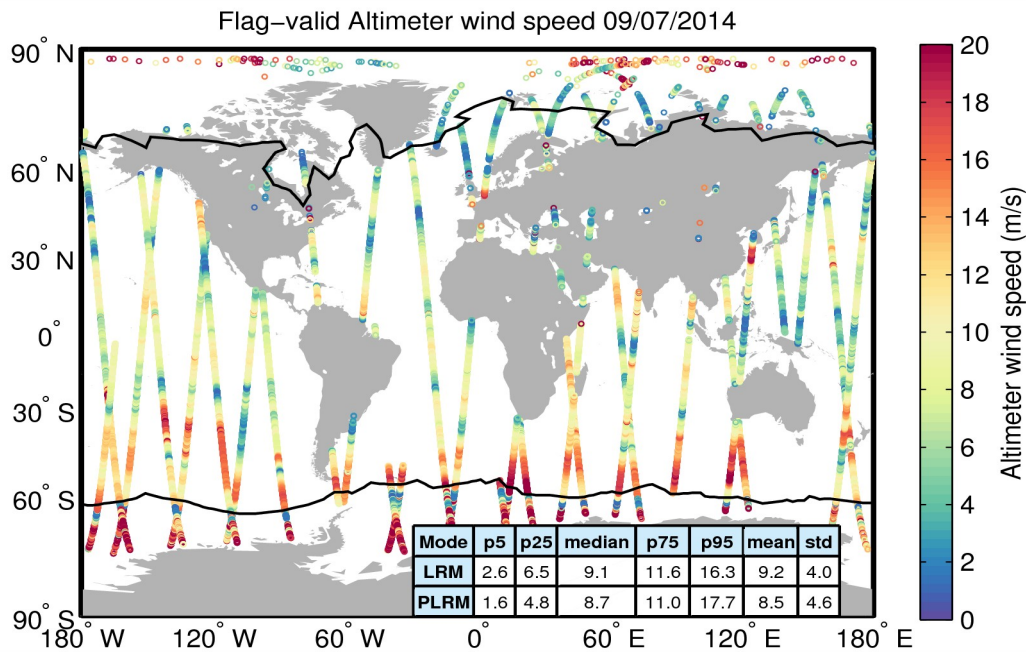 Flag-valid Altimeter wind speed 09/07/2014
90° N
60° N
30° N
0°
30° S
60° S
90° S
180° W
120° W
60° W
0°
60° E
120° E
180° E
Mode p5 p25 median p75 p95 mean std
LRM 2.6 6.5 9.1 11.6 16.3 9.2 4.0
PLRM 1.6 4.8 8.7 11.0 17.7 8.5 4.6
20
18
16
14
12
10
8
6
4
2
0
Altimeter wind speed (m/s)